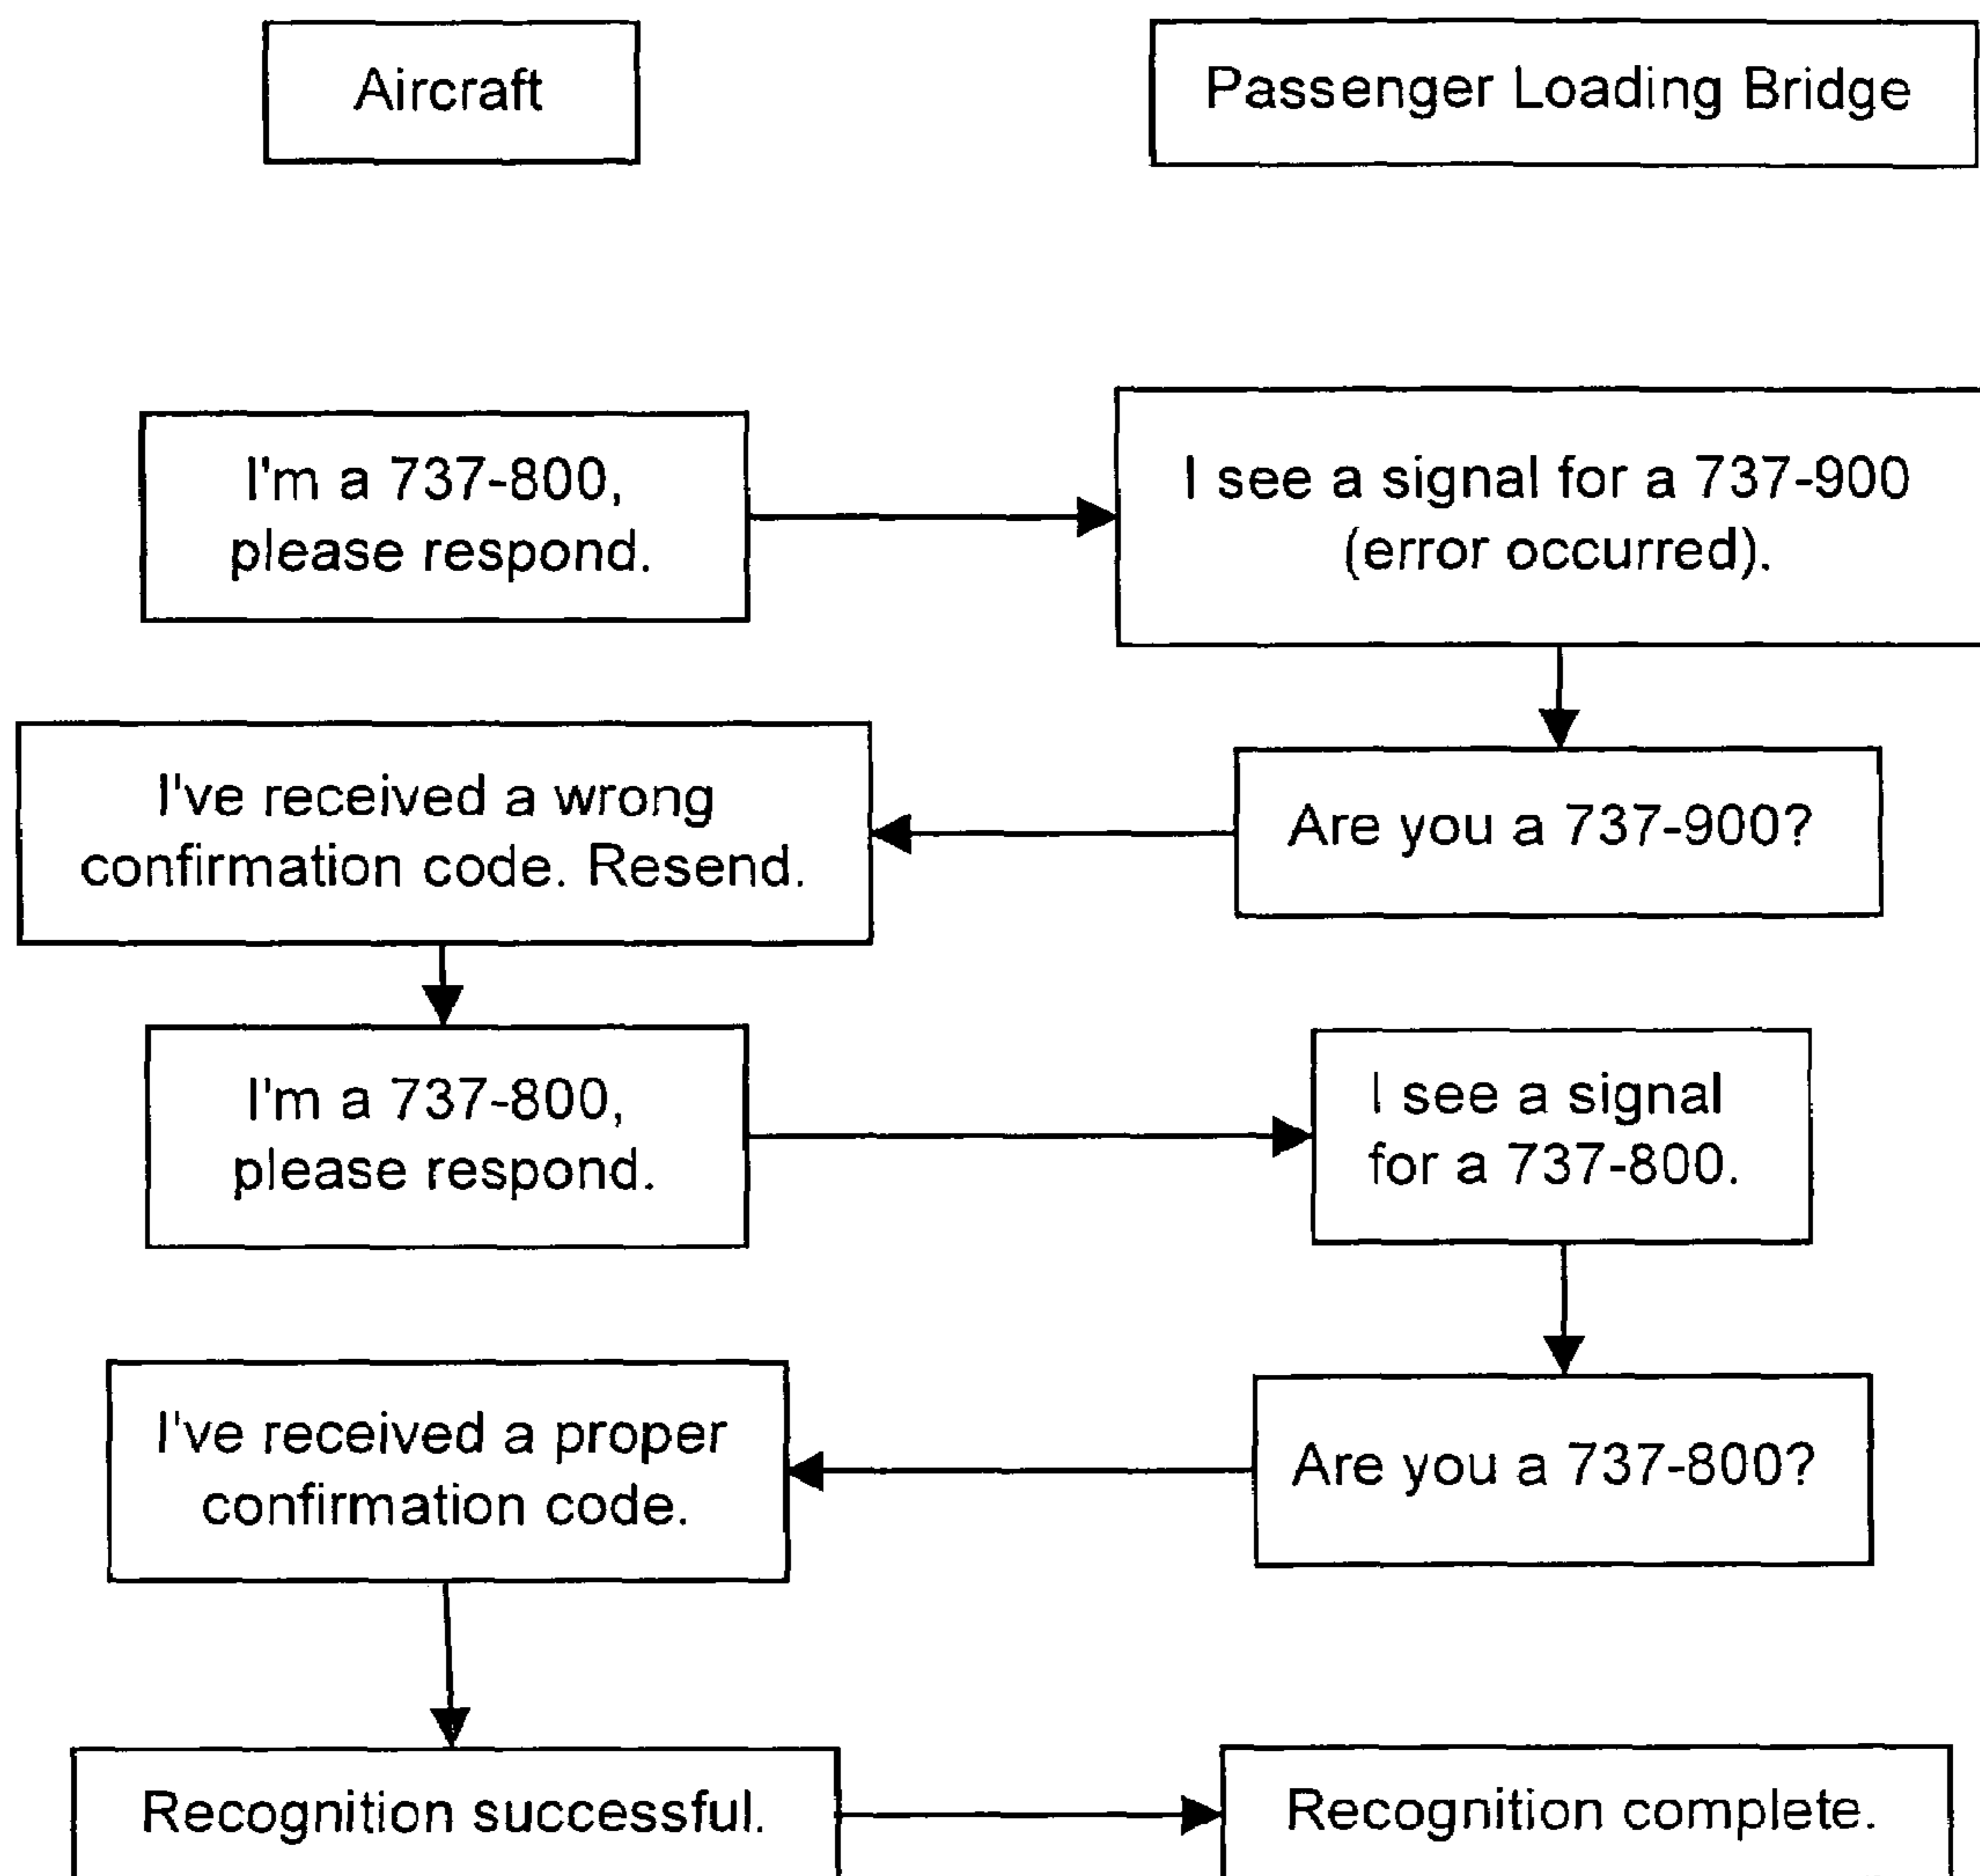 Aircraft
Passenger Loading Bridge
I'm a 737-800,
please respond.
I see a signal for a 737-900
(error occurred).
Are you a 737-900?
I've received a wrong
confirmation code. Resend.
I'm a 737-800,
please respond.
I see a signal
for a 737-800.
Are you a 737-800?
I've received a proper
confirmation code.
Recognition successful.
Recognition complete.